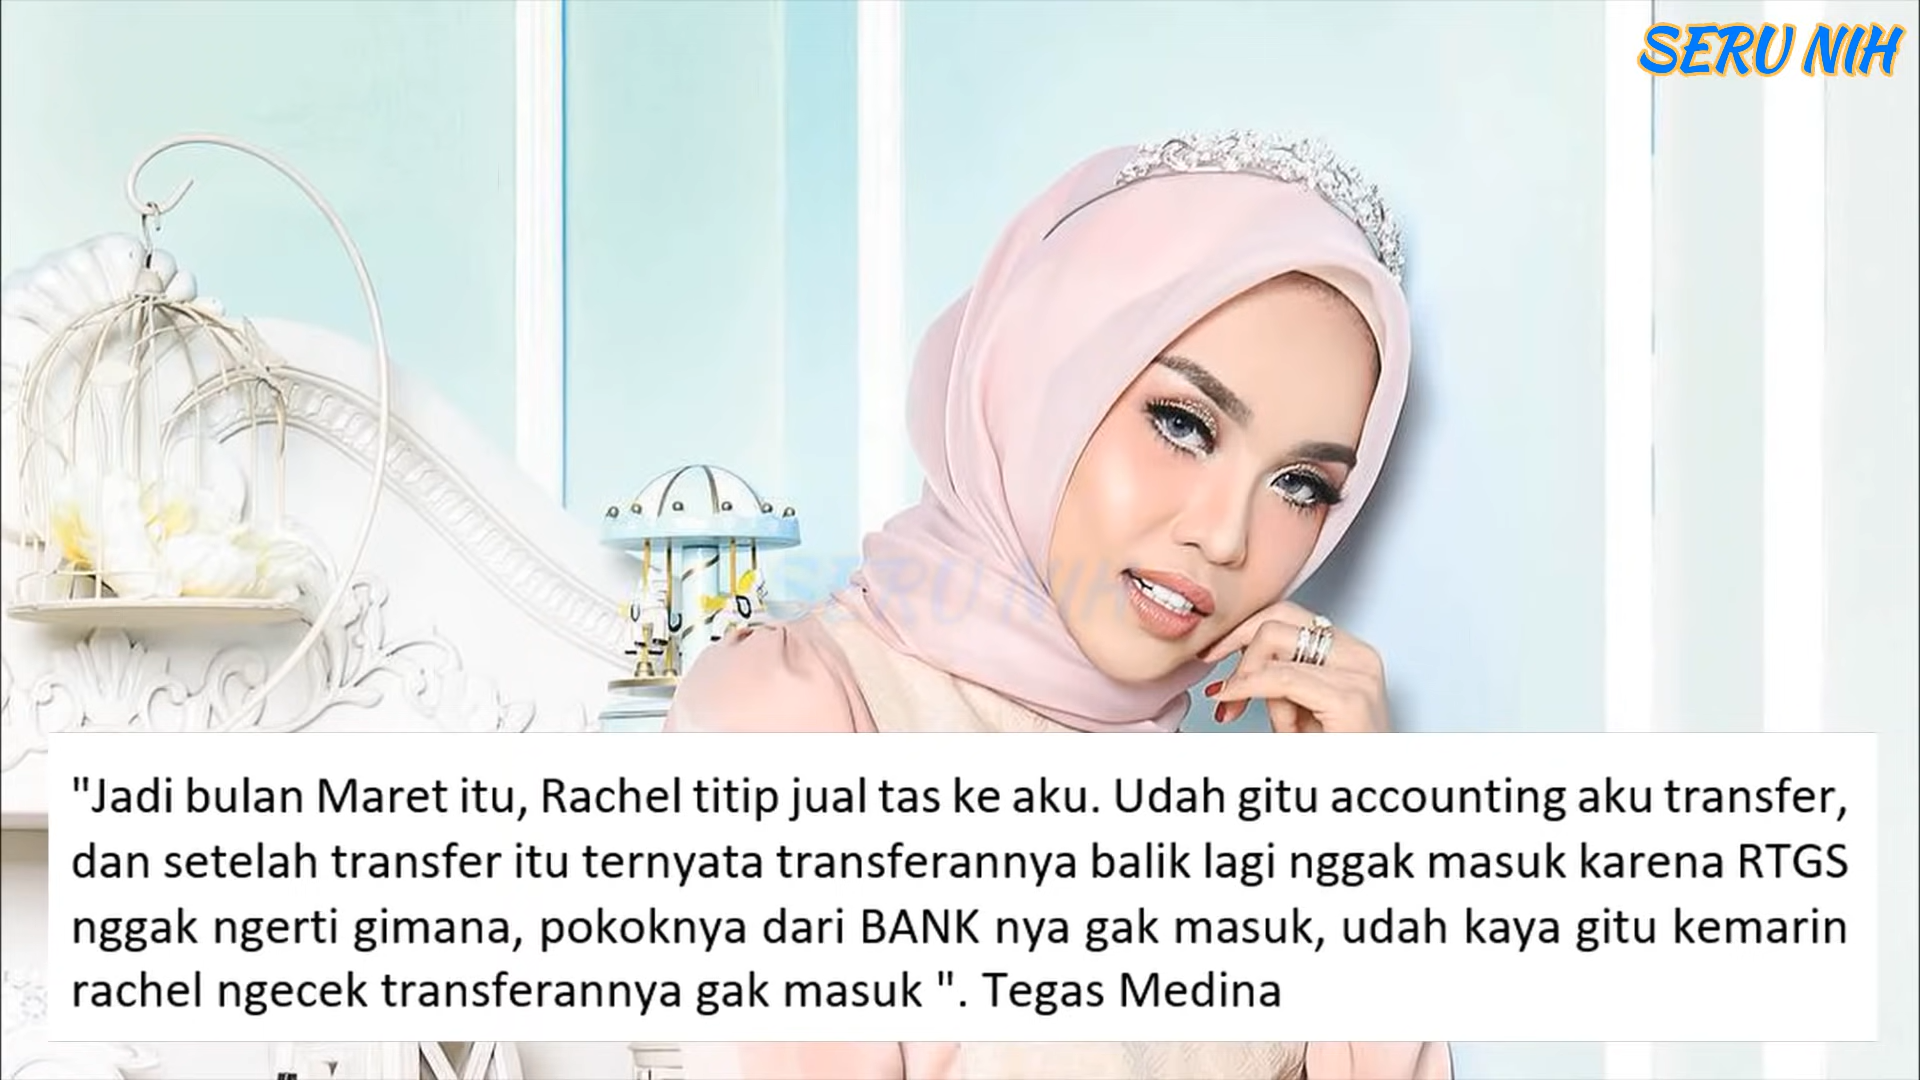 SERU NIH
SERU NIH
"Jadi bulan Maret itu, Rachel titip jual tas ke aku. Udah gitu accounting aku transfer,
dan setelah transfer itu ternyata transferannya balik lagi nggak masuk karena RTGS
nggak ngerti gimana, pokoknya dari BANK nya gak masuk, udah kaya gitu kemarin
rachel ngecek transferannya gak masuk ". Tegas Medina